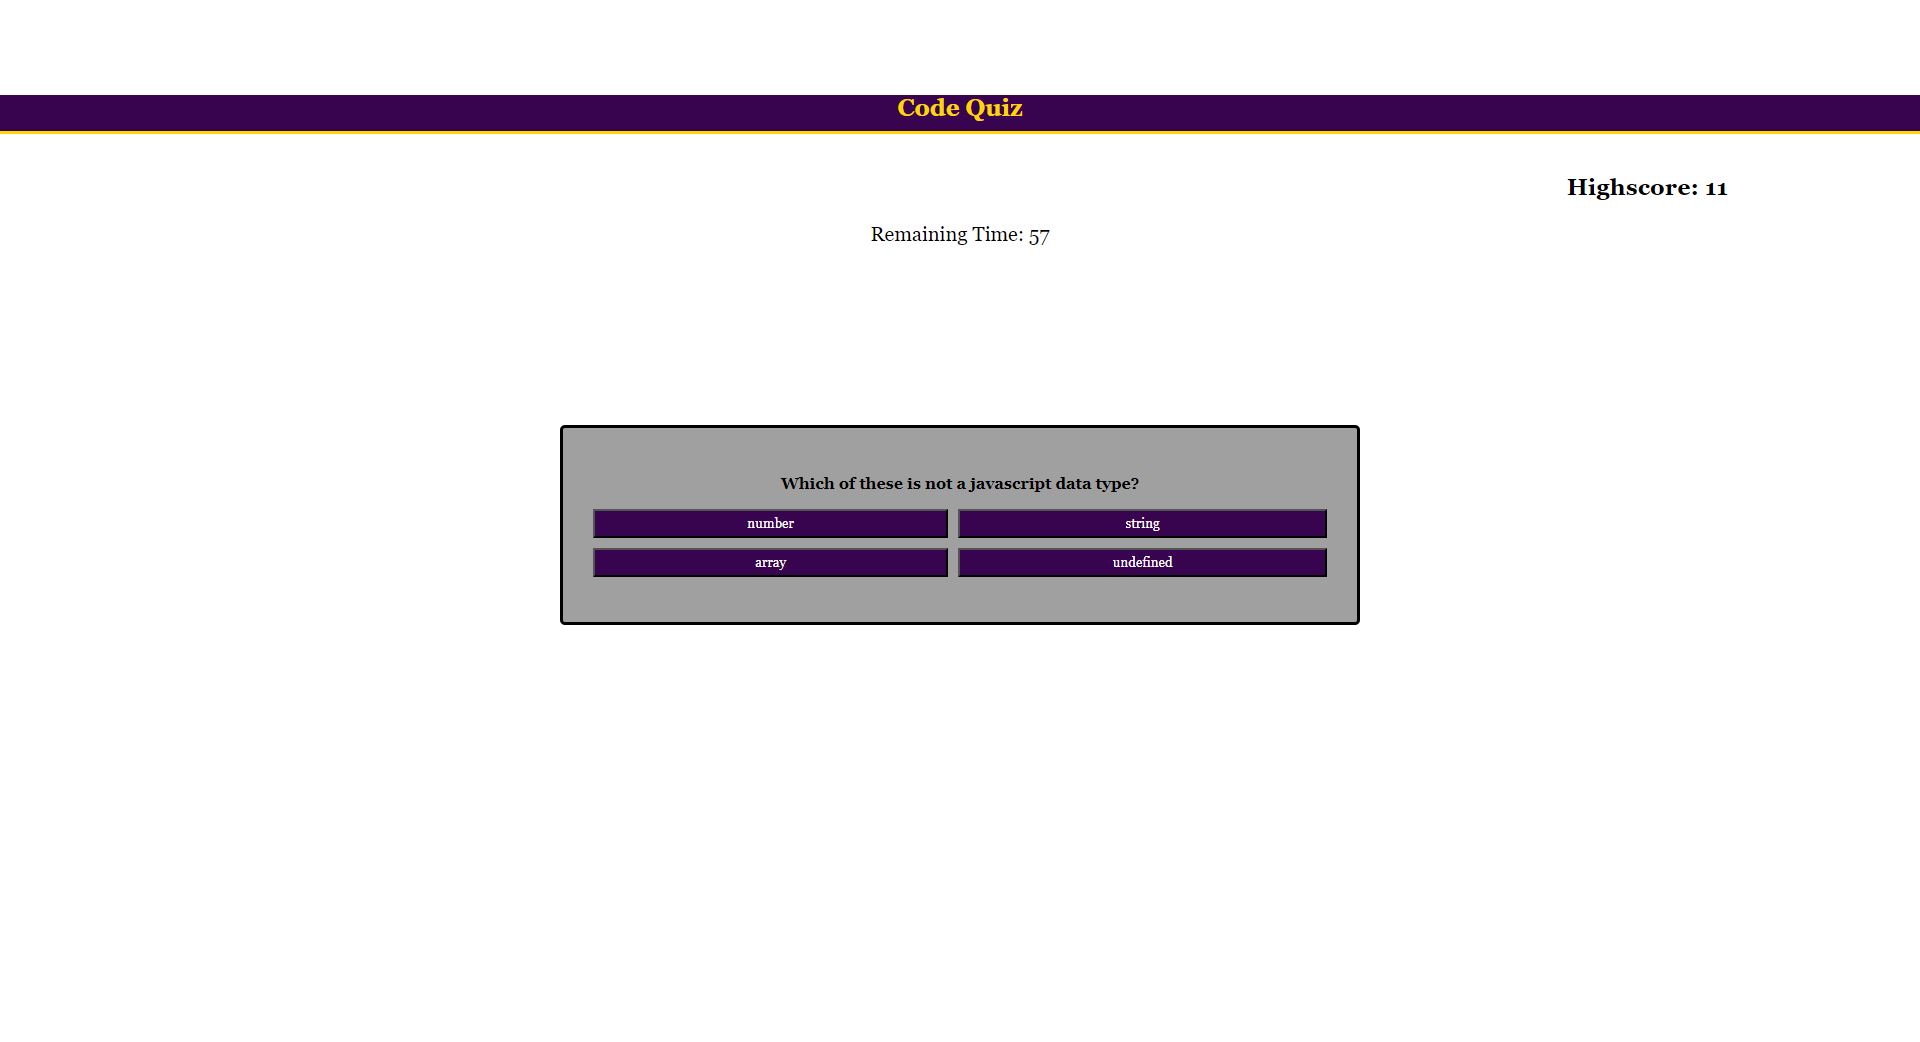 Code Quiz
Highscore: 11
Remaining Time: 57
Which of these is not a javascript data type?
number
string
array
undefined